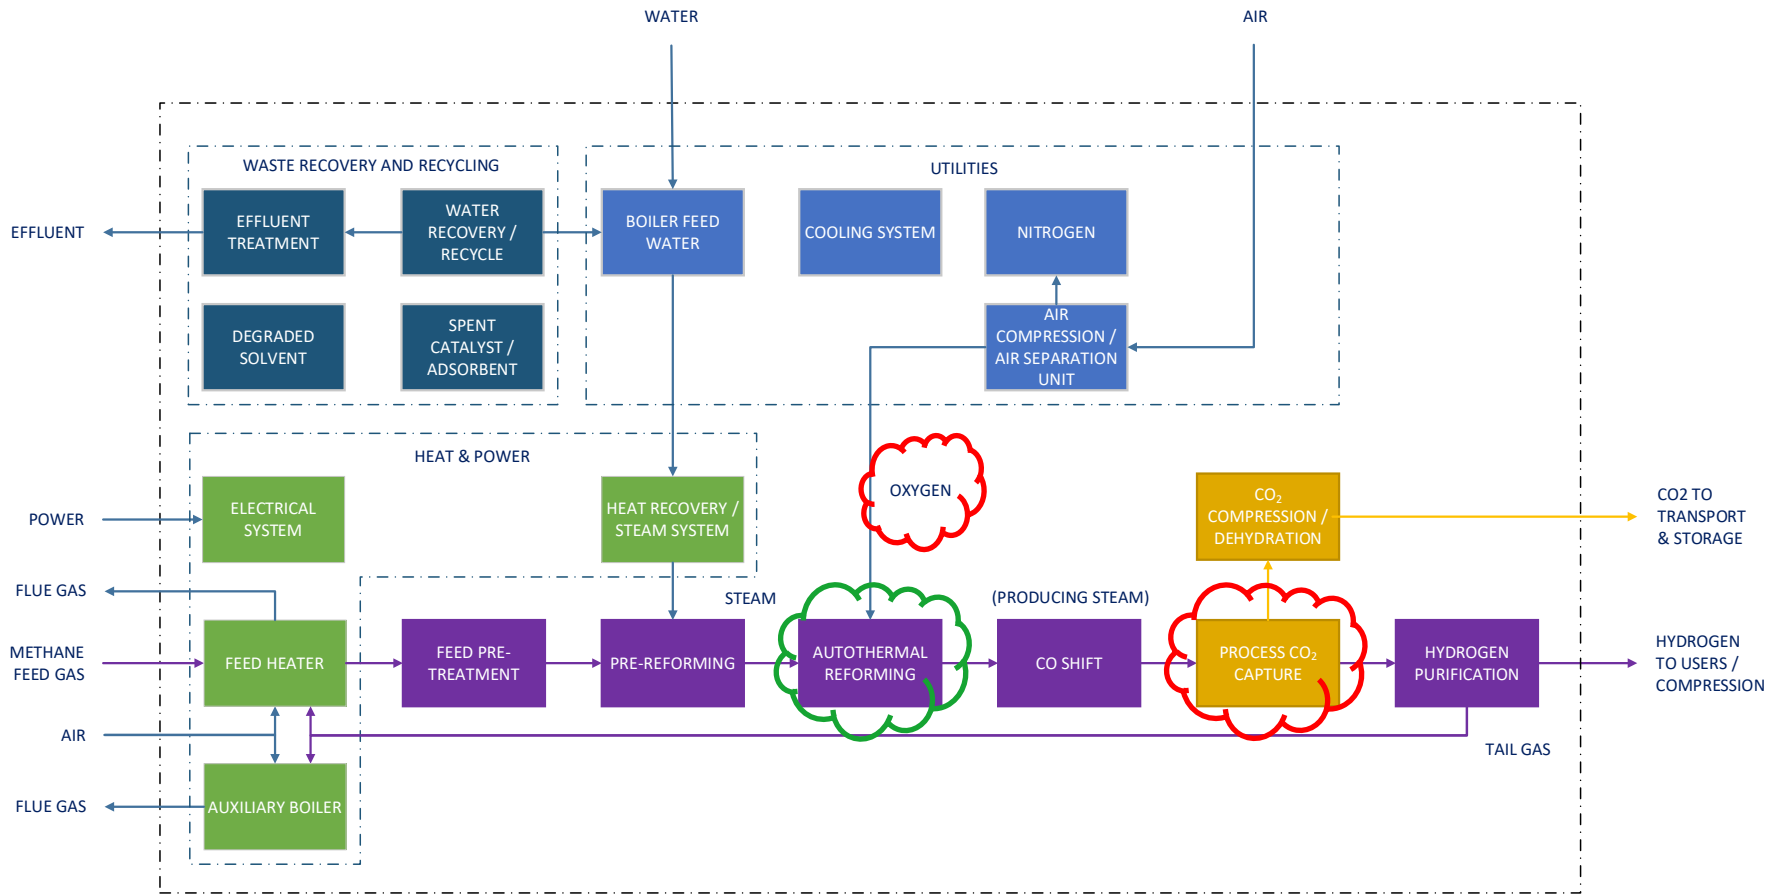 WATER
AIR
WASTE RECOVERY AND RECYCLING
UTILITIES
EFFLUENT
EFFLUENT
TREATMENT
WATER
RECOVERY /
RECYCLE
BOILER FEED
WATER
COOLING SYSTEM
NITROGEN
DEGRADED
SOLVENT
SPENT
CATALYST /
ADSORBENT
AIR
COMPRESSION /
AIR SEPARATION
UNIT
HEAT & POWER
POWER
ELECTRICAL
SYSTEM
HEAT RECOVERY /
STEAM SYSTEM
OXYGEN
CO₂
COMPRESSION /
DEHYDRATION
CO2 TO
TRANSPORT
& STORAGE
FLUE GAS
STEAM
(PRODUCING STEAM)
METHANE
FEED GAS
FEED HEATER
FEED PRE-
TREATMENT
PRE-REFORMING
AUTOTHERMAL
REFORMING
CO SHIFT
PROCESS CO₂
CAPTURE
HYDROGEN
PURIFICATION
HYDROGEN
TO USERS /
COMPRESSION
AIR
TAIL GAS
FLUE GAS
AUXILIARY BOILER